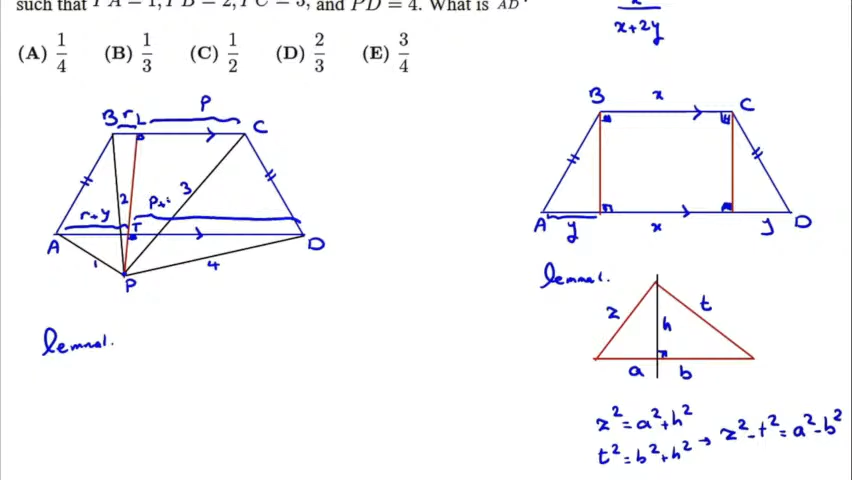 such that PA = 1, PB = 2, PC = 3, and PD = 4. What is
AD
x
x+2y
(A) 1/4 (B) 1/3 (C) 1/2 (D) 2/3 (E) 3/4
B r L P C
2 3
r+y T P+
A D
1 4
P
lemma1.
B x C
A y x y D
lemma1.
z h t
a b
z² = a² + h²
t² = b² + h² → z² - t² = a² - b²